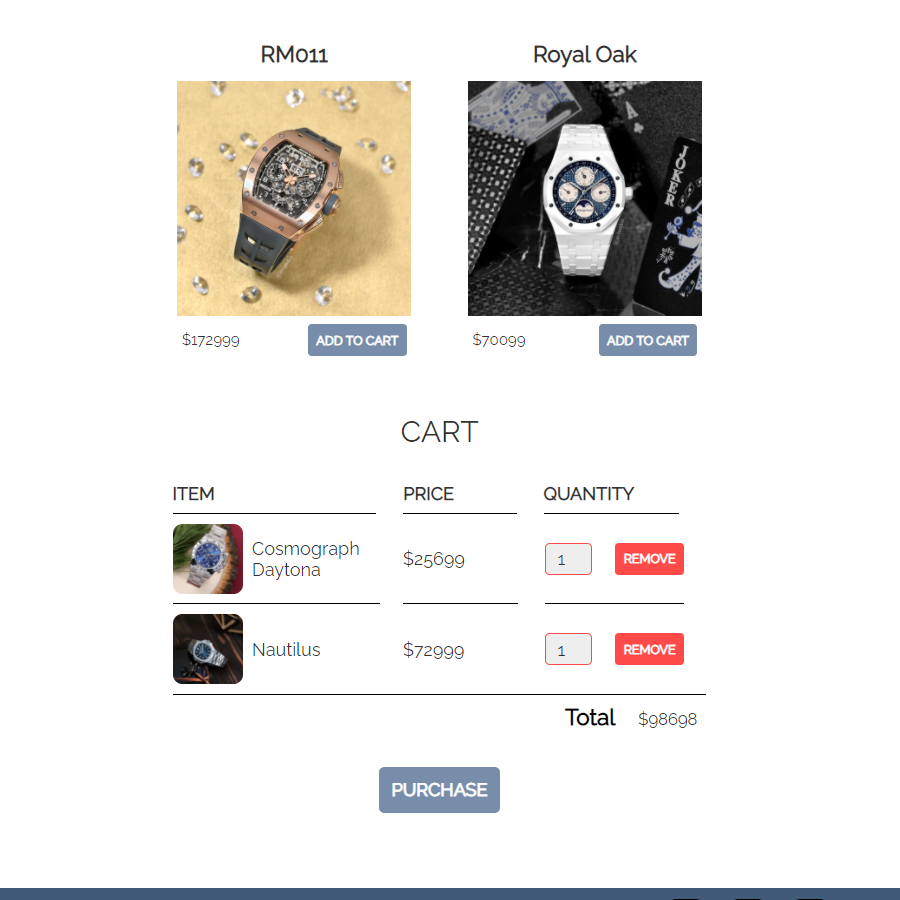 RM011
Royal Oak
JOKER
A
$172999
ADD TO CART
$70099
ADD TO CART
CART
ITEM
PRICE
QUANTITY
Cosmograph
Daytona
$25699
1
REMOVE
Nautilus
$72999
1
REMOVE
Total
$98698
PURCHASE